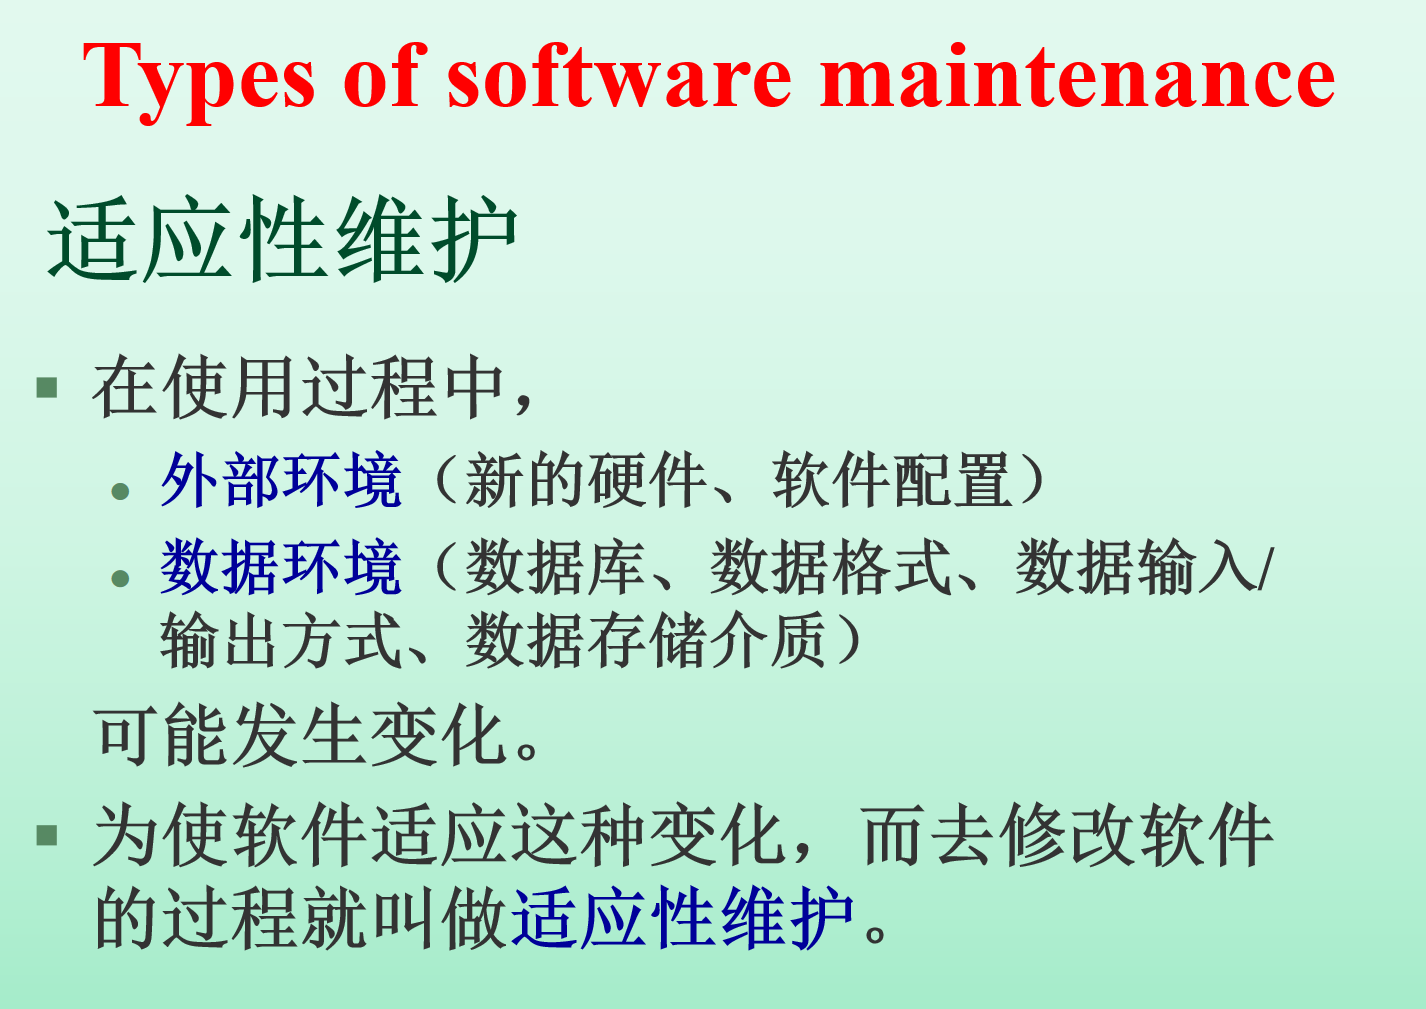 Types of software maintenance
适应性维护
在使用过程中，
外部环境（新的硬件、软件配置）
数据环境（数据库、数据格式、数据输入/
输出方式、数据存储介质）
可能发生变化。
为使软件适应这种变化，而去修改软件
的过程就叫做适应性维护。